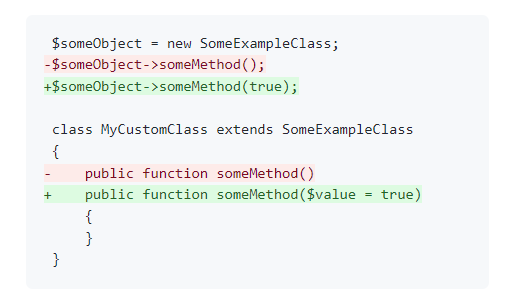 $someObject = new SomeExampleClass;
-$someObject->someMethod();
+$someObject->someMethod(true);

 class MyCustomClass extends SomeExampleClass
 {
-    public function someMethod()
+    public function someMethod($value = true)
     {
     }
 }